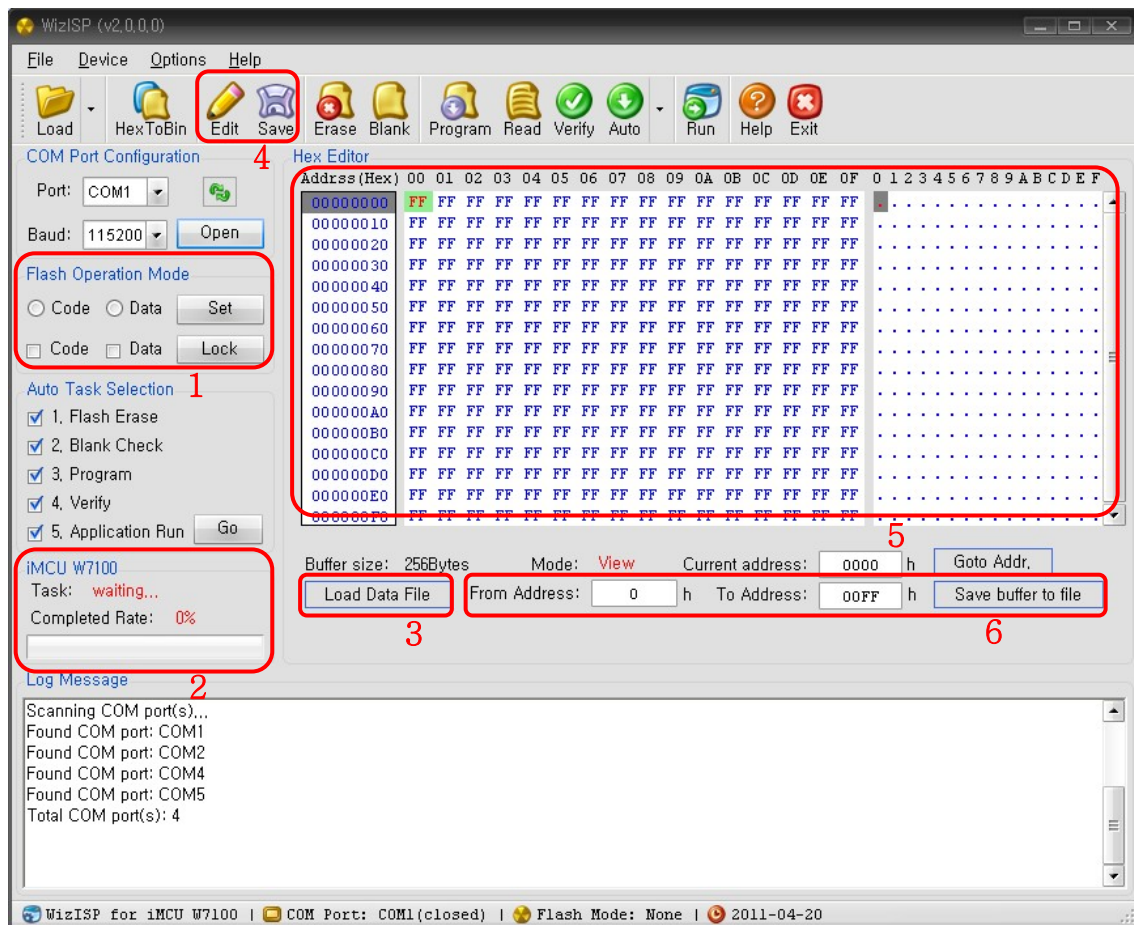 WizISP (v2,0,0,0)
File Device Options Help
Load HexToBin Edit Save Erase Blank Program Read Verify Auto Run Help Exit
4
COM Port Configuration
Port: COM1
Baud: 115200 Open
Flash Operation Mode
Code Data Set
Code Data Lock
1
Auto Task Selection
1, Flash Erase
2, Blank Check
3, Program
4, Verify
5, Application Run Go
iMCU W7100
Task: waiting...
Completed Rate: 0%
2
Hex Editor
Addrss(Hex) 00 01 02 03 04 05 06 07 08 09 0A 0B 0C 0D 0E 0F 0 1 2 3 4 5 6 7 8 9 A B C D E F
00000000 FF FF FF FF FF FF FF FF FF FF FF FF FF FF FF FF ................
00000010 FF FF FF FF FF FF FF FF FF FF FF FF FF FF FF FF ................
00000020 FF FF FF FF FF FF FF FF FF FF FF FF FF FF FF FF ................
00000030 FF FF FF FF FF FF FF FF FF FF FF FF FF FF FF FF ................
00000040 FF FF FF FF FF FF FF FF FF FF FF FF FF FF FF FF ................
00000050 FF FF FF FF FF FF FF FF FF FF FF FF FF FF FF FF ................
00000060 FF FF FF FF FF FF FF FF FF FF FF FF FF FF FF FF ................
00000070 FF FF FF FF FF FF FF FF FF FF FF FF FF FF FF FF ................
00000080 FF FF FF FF FF FF FF FF FF FF FF FF FF FF FF FF ................
00000090 FF FF FF FF FF FF FF FF FF FF FF FF FF FF FF FF ................
000000A0 FF FF FF FF FF FF FF FF FF FF FF FF FF FF FF FF ................
000000B0 FF FF FF FF FF FF FF FF FF FF FF FF FF FF FF FF ................
000000C0 FF FF FF FF FF FF FF FF FF FF FF FF FF FF FF FF ................
000000D0 FF FF FF FF FF FF FF FF FF FF FF FF FF FF FF FF ................
000000E0 FF FF FF FF FF FF FF FF FF FF FF FF FF FF FF FF ................
000000F0 FF FF FF FF FF FF FF FF FF FF FF FF FF FF FF FF ................
5
Buffer size: 256Bytes Mode: View Current address: 0000 h Goto Addr,
Load Data File From Address: 0 h To Address: 00FF h Save buffer to file
3
6
Log Message
Scanning COM port(s),,,
Found COM port: COM1
Found COM port: COM2
Found COM port: COM4
Found COM port: COM5
Total COM port(s): 4
WizISP for iMCU W7100 | COM Port: COM1(closed) | Flash Mode: None | 2011-04-20